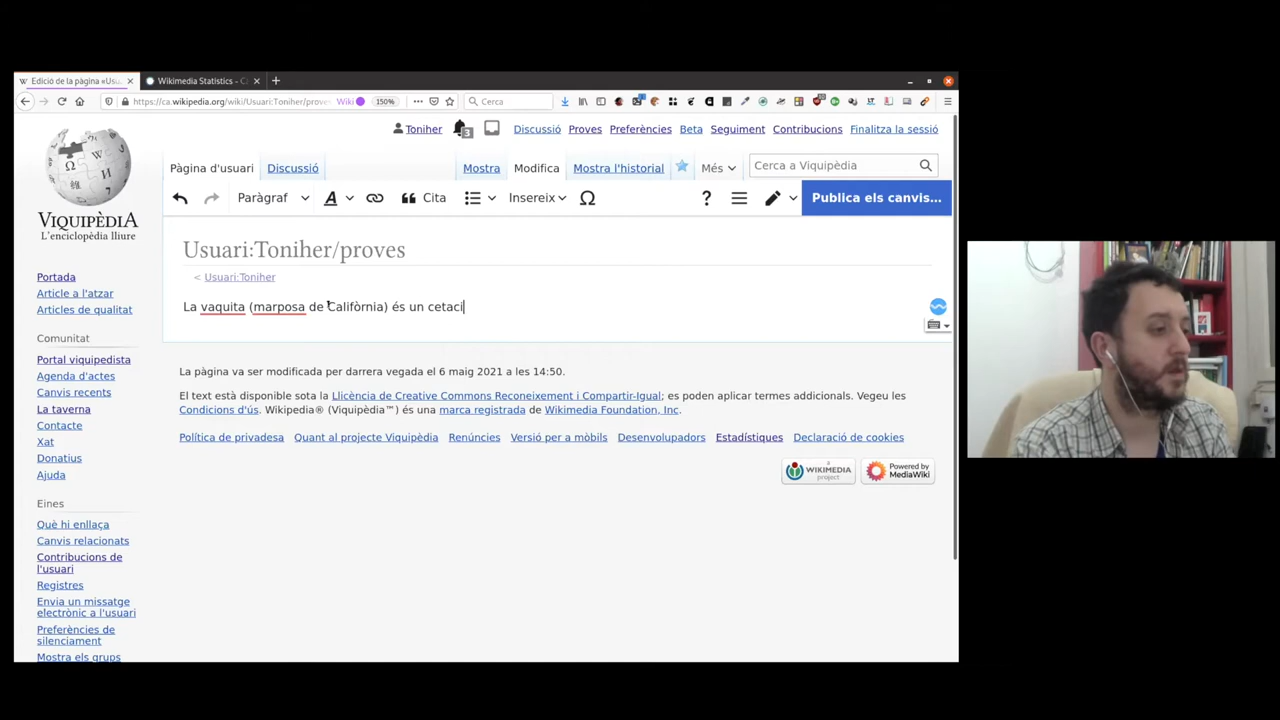 Edició de la pàgina «Usu...
Wikimedia Statistics - C
https://ca.wikipedia.org/wiki/Usuari:Toniher/prove
Wiki
150%
Cerca
Toniher
3
Discussió
Proves
Preferències
Beta
Seguiment
Contribucions
Finalitza la sessió
Pàgina d'usuari
Discussió
Mostra
Modifica
Mostra l'historial
Més
Cerca a Viquipèdia
Paràgraf
A
Cita
Insereix
Ω
?
Publica els canvis...
VIQUIPÈDIA
L'enciclopèdia lliure
Usuari:Toniher/proves
< Usuari:Toniher
La vaquita (marposa de Califòrnia) és un cetaci
Portada
Article a l'atzar
Articles de qualitat
Comunitat
Portal viquipedista
Agenda d'actes
Canvis recents
La taverna
Contacte
Xat
Donatius
Ajuda
Eines
Què hi enllaça
Canvis relacionats
Contribucions de
l'usuari
Registres
Envia un missatge
electrònic a l'usuari
Preferències de
silenciament
Mostra els grups
La pàgina va ser modificada per darrera vegada el 6 maig 2021 a les 14:50.
El text està disponible sota la Llicència de Creative Commons Reconeixement i Compartir-Igual; es poden aplicar termes addicionals. Vegeu les
Condicions d'ús. Wikipedia® (Viquipèdia™) és una marca registrada de Wikimedia Foundation, Inc.
Política de privadesa
Quant al projecte Viquipèdia
Renúncies
Versió per a mòbils
Desenvolupadors
Estadístiques
Declaració de cookies
a
WIKIMEDIA
project
Powered by
MediaWiki